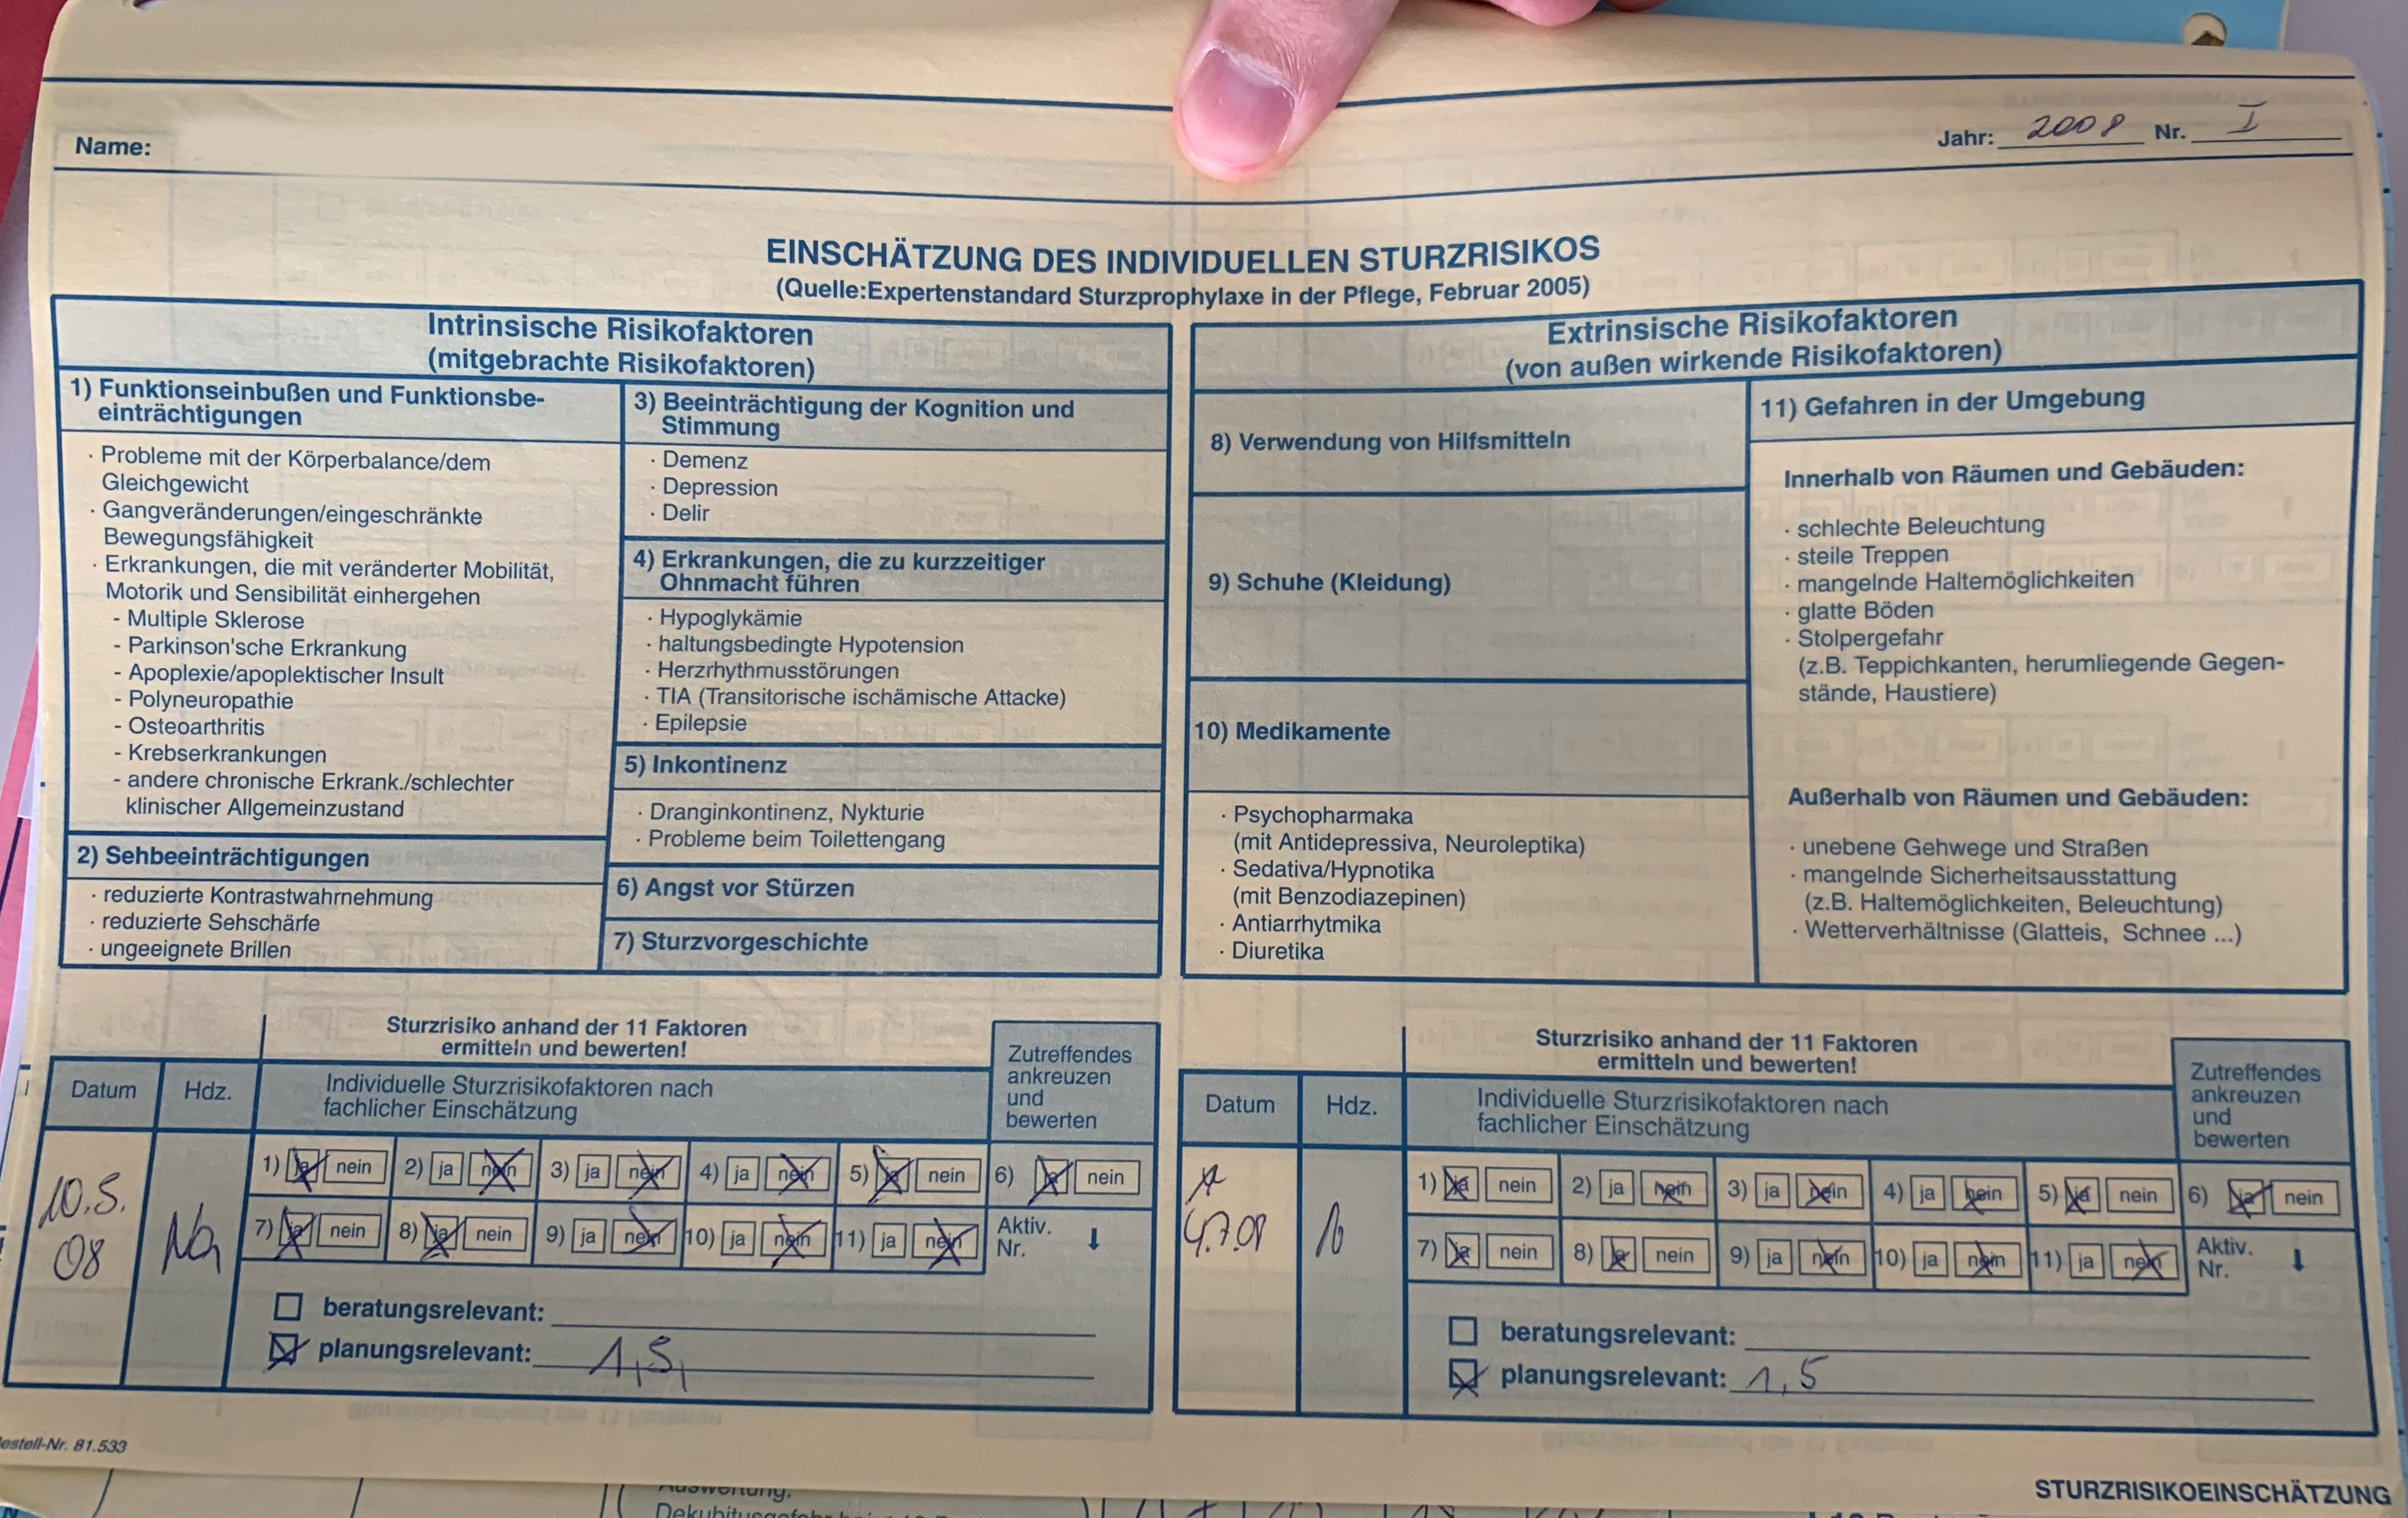 Name:
Jahr: 2008 Nr. I
EINSCHÄTZUNG DES INDIVIDUELLEN STURZRISIKOS
(Quelle:Expertenstandard Sturzprophylaxe in der Pflege, Februar 2005)
Intrinsische Risikofaktoren
(mitgebrachte Risikofaktoren)
1) Funktionseinbußen und Funktionsbe-
einträchtigungen
· Probleme mit der Körperbalance/dem
Gleichgewicht
· Gangveränderungen/eingeschränkte
Bewegungsfähigkeit
· Erkrankungen, die mit veränderter Mobilität,
Motorik und Sensibilität einhergehen
- Multiple Sklerose
- Parkinson'sche Erkrankung
- Apoplexie/apoplektischer Insult
- Polyneuropathie
- Osteoarthritis
- Krebserkrankungen
- andere chronische Erkrank./schlechter
klinischer Allgemeinzustand
2) Sehbeeinträchtigungen
· reduzierte Kontrastwahrnehmung
· reduzierte Sehschärfe
· ungeeignete Brillen
3) Beeinträchtigung der Kognition und
Stimmung
· Demenz
· Depression
· Delir
4) Erkrankungen, die zu kurzzeitiger
Ohnmacht führen
· Hypoglykämie
· haltungsbedingte Hypotension
· Herzrhythmusstörungen
· TIA (Transitorische ischämische Attacke)
· Epilepsie
5) Inkontinenz
· Dranginkontinenz, Nykturie
· Probleme beim Toilettengang
6) Angst vor Stürzen
7) Sturzvorgeschichte
Extrinsische Risikofaktoren
(von außen wirkende Risikofaktoren)
8) Verwendung von Hilfsmitteln
9) Schuhe (Kleidung)
10) Medikamente
· Psychopharmaka
(mit Antidepressiva, Neuroleptika)
· Sedativa/Hypnotika
(mit Benzodiazepinen)
· Antiarrhytmika
· Diuretika
11) Gefahren in der Umgebung
Innerhalb von Räumen und Gebäuden:
· schlechte Beleuchtung
· steile Treppen
· mangelnde Haltemöglichkeiten
· glatte Böden
· Stolpergefahr
(z.B. Teppichkanten, herumliegende Gegen-
stände, Haustiere)
Außerhalb von Räumen und Gebäuden:
· unebene Gehwege und Straßen
· mangelnde Sicherheitsausstattung
(z.B. Haltemöglichkeiten, Beleuchtung)
· Wetterverhältnisse (Glatteis, Schnee ...)
Sturzrisiko anhand der 11 Faktoren
ermitteln und bewerten!
Datum Hdz. Individuelle Sturzrisikofaktoren nach
fachlicher Einschätzung
Zutreffendes
ankreuzen
und
bewerten
10.5.
08
1) ja nein 2) ja nein 3) ja nein 4) ja nein 5) ja nein 6) ja nein
7) ja nein 8) ja nein 9) ja nein 10) ja nein 11) ja nein Aktiv.
Nr.
beratungsrelevant:
planungsrelevant: 1,5,
Sturzrisiko anhand der 11 Faktoren
ermitteln und bewerten!
Datum Hdz. Individuelle Sturzrisikofaktoren nach
fachlicher Einschätzung
Zutreffendes
ankreuzen
und
bewerten
4.7.08
1) ja nein 2) ja nein 3) ja nein 4) ja nein 5) ja nein 6) ja nein
7) ja nein 8) ja nein 9) ja nein 10) ja nein 11) ja nein Aktiv.
Nr.
beratungsrelevant:
planungsrelevant: 1,5
estell-Nr. 81.533
STURZRISIKOEINSCHÄTZUNG
Auswertung: